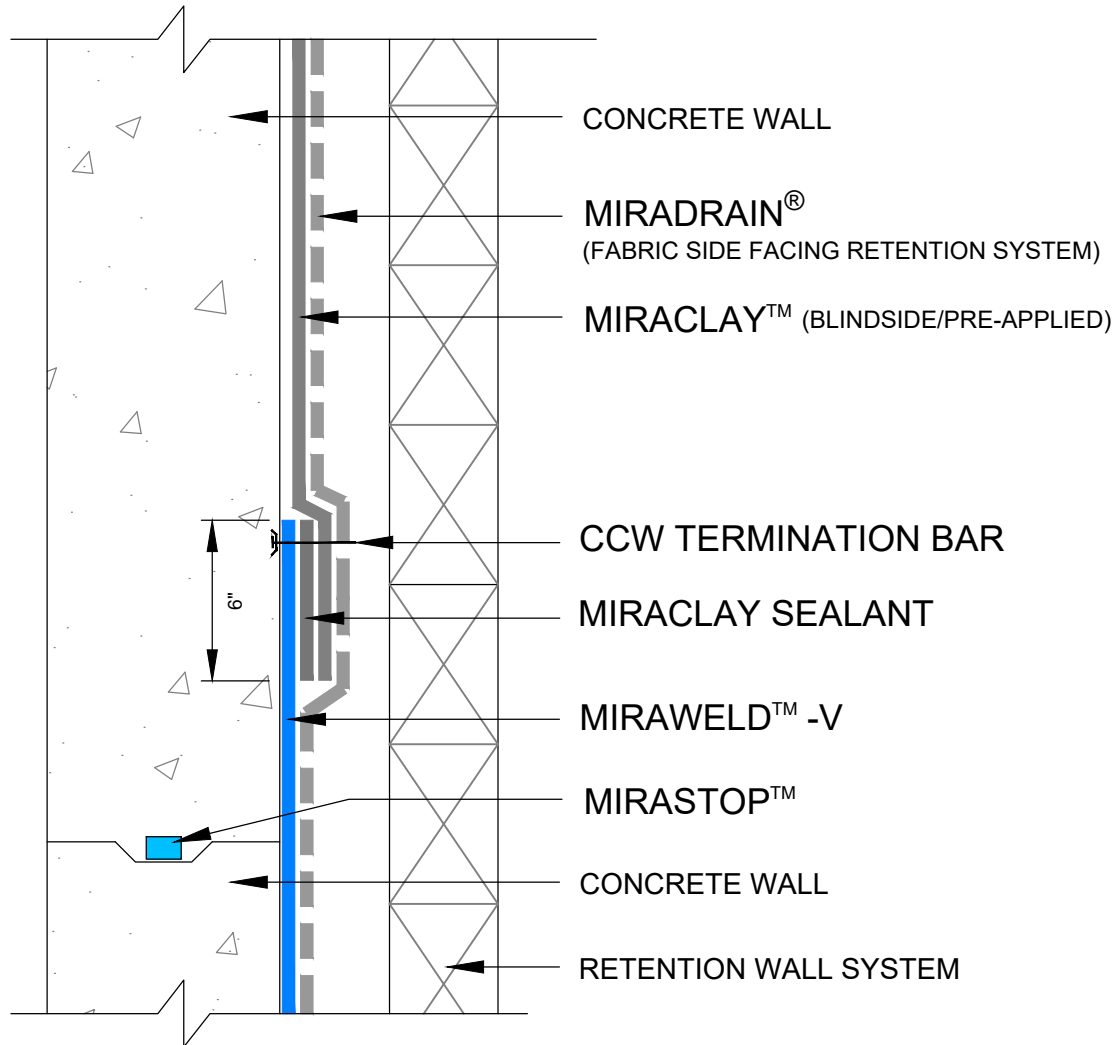 CONCRETE WALL
MIRADRAIN®
(FABRIC SIDE FACING RETENTION SYSTEM)
MIRACLAY™ (BLINDSIDE/PRE-APPLIED)
CCW TERMINATION BAR
6"
MIRACLAY SEALANT
MIRAWELD™ -V
MIRASTOP™
CONCRETE WALL
RETENTION WALL SYSTEM